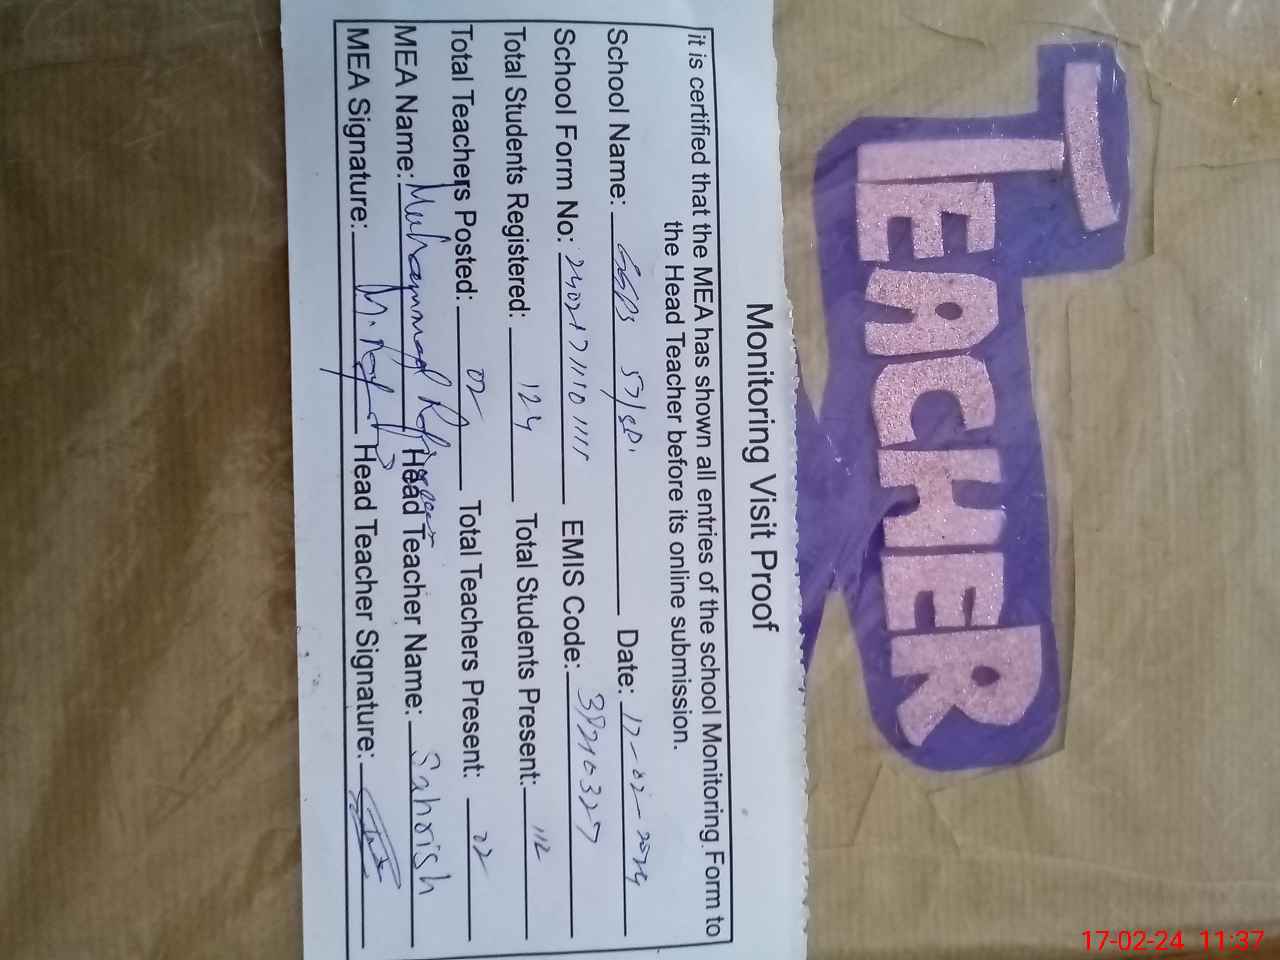 TEACHER
Monitoring Visit Proof
it is certified that the MEA has shown all entries of the school Monitoring Form to
the Head Teacher before its online submission.
School Name: GGPS 57/SP. Date: 17-02-2024
School Form No: EMIS Code:
Total Students Registered: 124 Total Students Present: 112
Total Teachers Posted: 02 Total Teachers Present: 02
MEA Name: Muhammad Head Teacher Name: Sahrish
MEA Signature: Head Teacher Signature:
17-02-24 11:37